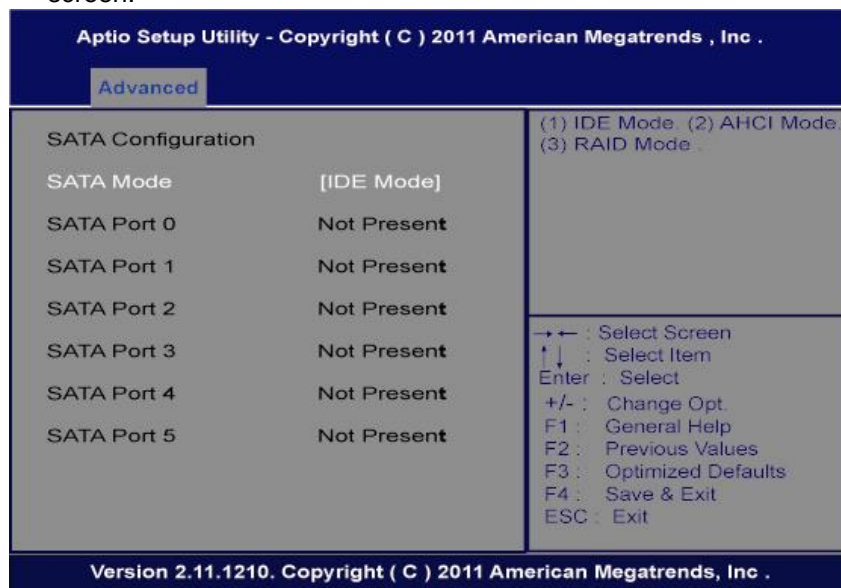 screen.
Aptio Setup Utility - Copyright ( C ) 2011 American Megatrends , Inc .
Advanced
SATA Configuration
SATA Mode [IDE Mode]
SATA Port 0 Not Present
SATA Port 1 Not Present
SATA Port 2 Not Present
SATA Port 3 Not Present
SATA Port 4 Not Present
SATA Port 5 Not Present
(1) IDE Mode. (2) AHCI Mode.
(3) RAID Mode .
→ ← : Select Screen
↑↓ : Select Item
Enter : Select
+/- : Change Opt.
F1 : General Help
F2 : Previous Values
F3 : Optimized Defaults
F4 : Save & Exit
ESC : Exit
Version 2.11.1210. Copyright ( C ) 2011 American Megatrends, Inc .